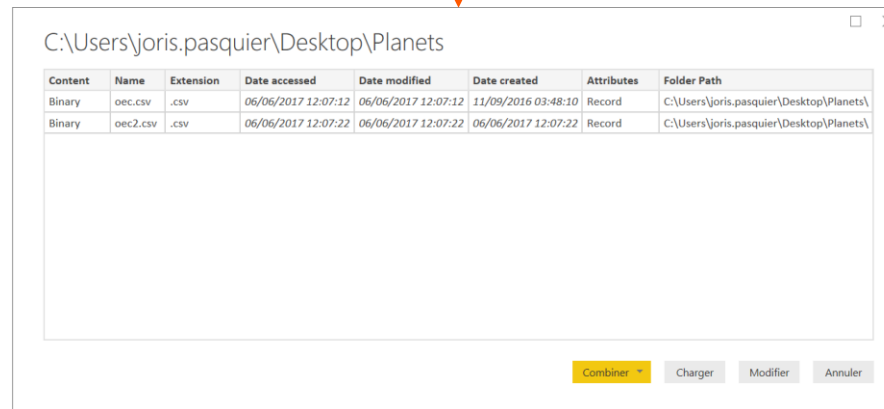 C:\Users\joris.pasquier\Desktop\Planets
Content Name Extension Date accessed Date modified Date created Attributes Folder Path
Binary oec.csv .csv 06/06/2017 12:07:12 06/06/2017 12:07:12 11/09/2016 03:48:10 Record C:\Users\joris.pasquier\Desktop\Planets\
Binary oec2.csv .csv 06/06/2017 12:07:22 06/06/2017 12:07:22 06/06/2017 12:07:22 Record C:\Users\joris.pasquier\Desktop\Planets\
Combiner Charger Modifier Annuler